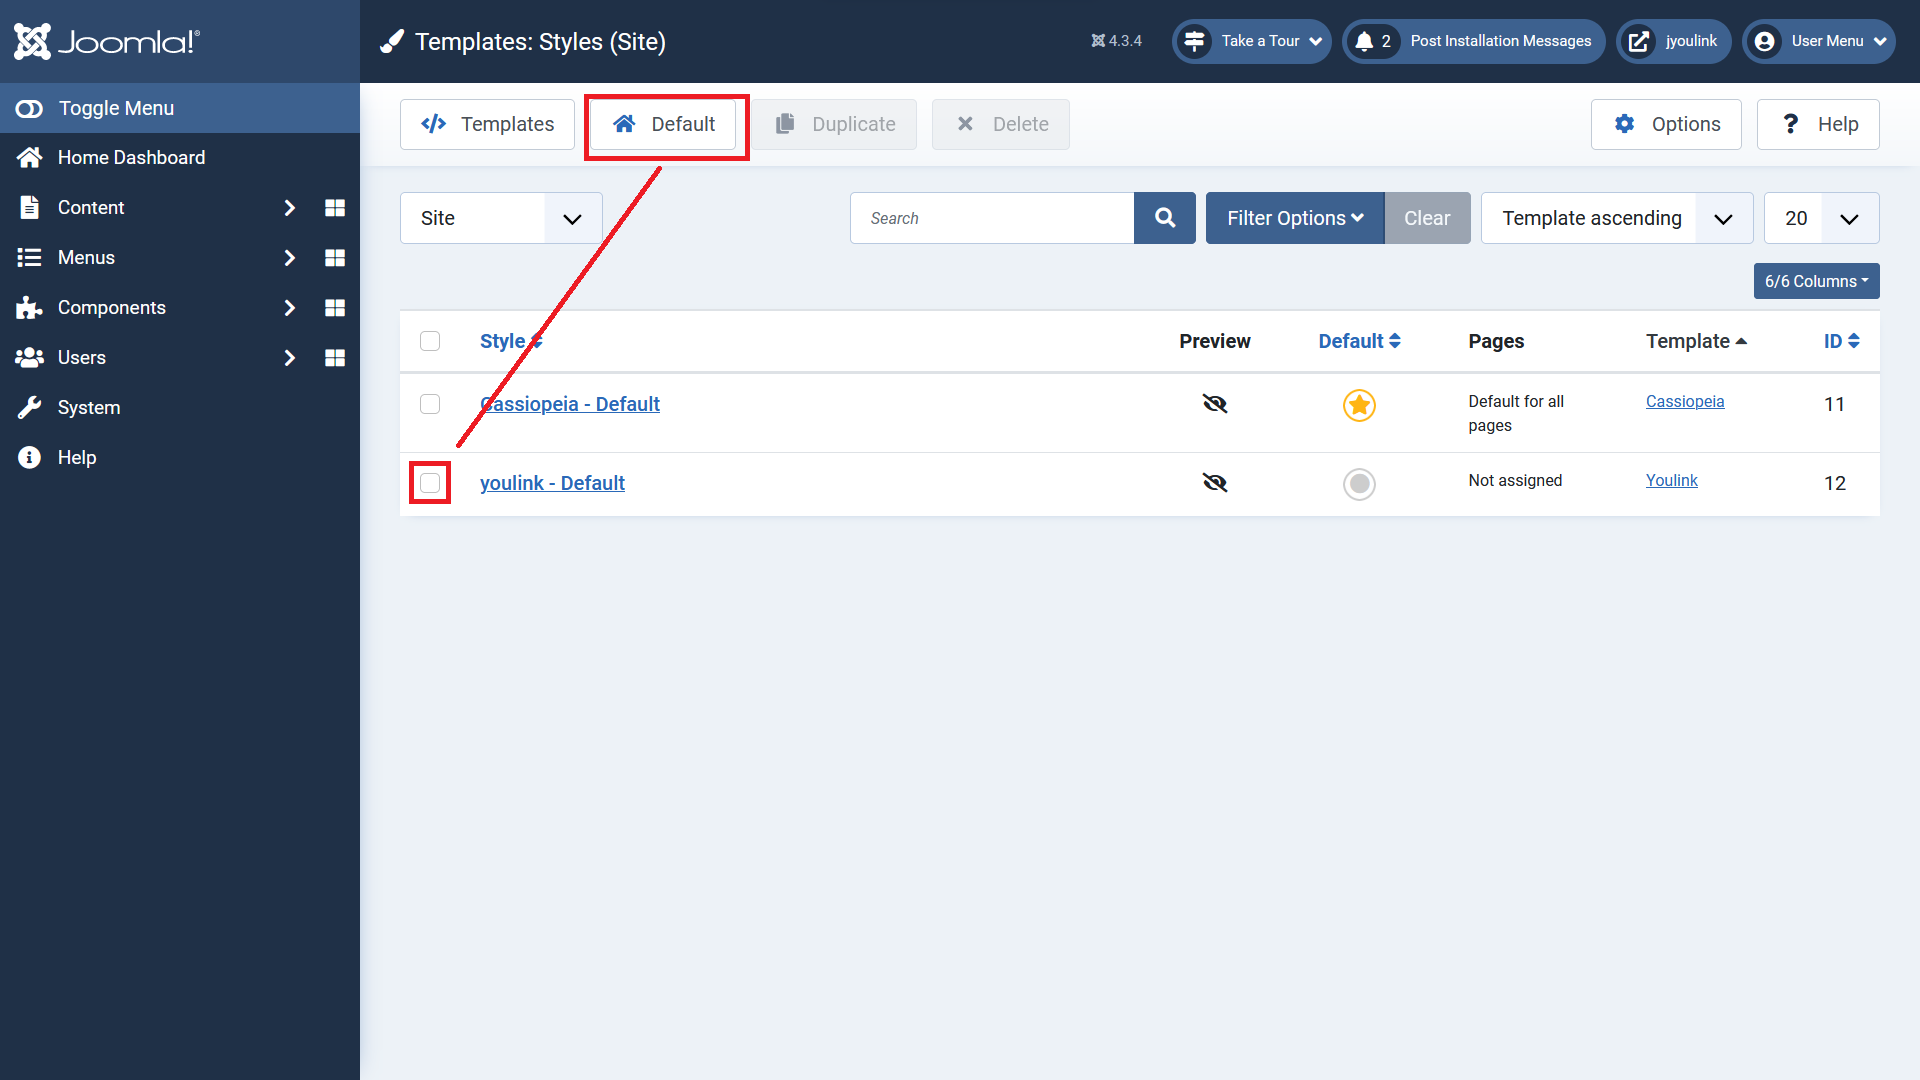 Joomla!®
Templates: Styles (Site)
4.3.4
Take a Tour
2
Post Installation Messages
jyoulink
User Menu
Toggle Menu
Home Dashboard
Content
Menus
Components
Users
System
Help
Templates
Default
Duplicate
Delete
Options
? Help
Site
Search
Filter Options
Clear
Template ascending
20
6/6 Columns
Style
Preview
Default
Pages
Template
ID
Cassiopeia - Default
Default for all
pages
Cassiopeia
11
youlink - Default
Not assigned
Youlink
12